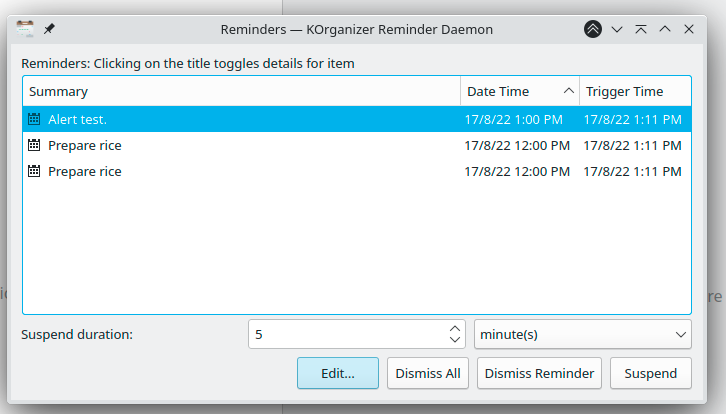 Reminders — KOrganizer Reminder Daemon
Reminders: Clicking on the title toggles details for item
Summary Date Time Trigger Time
Alert test. 17/8/22 1:00 PM 17/8/22 1:11 PM
Prepare rice 17/8/22 12:00 PM 17/8/22 1:11 PM
Prepare rice 17/8/22 12:00 PM 17/8/22 1:11 PM
Suspend duration: 5 minute(s)
Edit... Dismiss All Dismiss Reminder Suspend